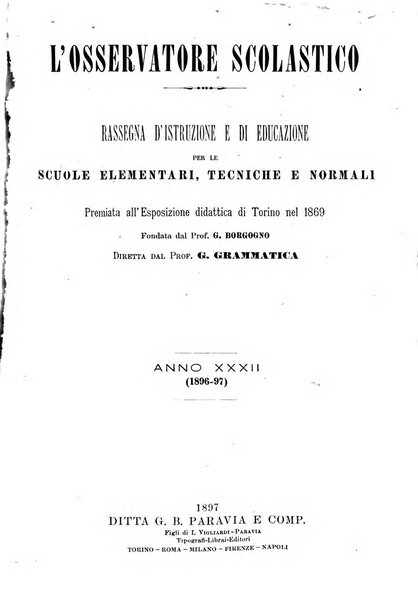 L'OSSERVATORE SCOLASTICO
RASSEGNA D'ISTRUZIONE E DI EDUCAZIONE
PER LE
SCUOLE ELEMENTARI, TECNICHE E NORMALI
Premiata all'Esposizione didattica di Torino nel 1869
Fondata dal Prof. G. BORGOGNO
DIRETTA DAL PROF. G. GRAMMATICA
ANNO XXXII
(1896-97)
1897
DITTA G. B. PARAVIA E COMP.
Figli di I. VIGLIARDI-PARAVIA
Tipografi-Librai-Editori
TORINO - ROMA - MILANO - FIRENZE - NAPOLI